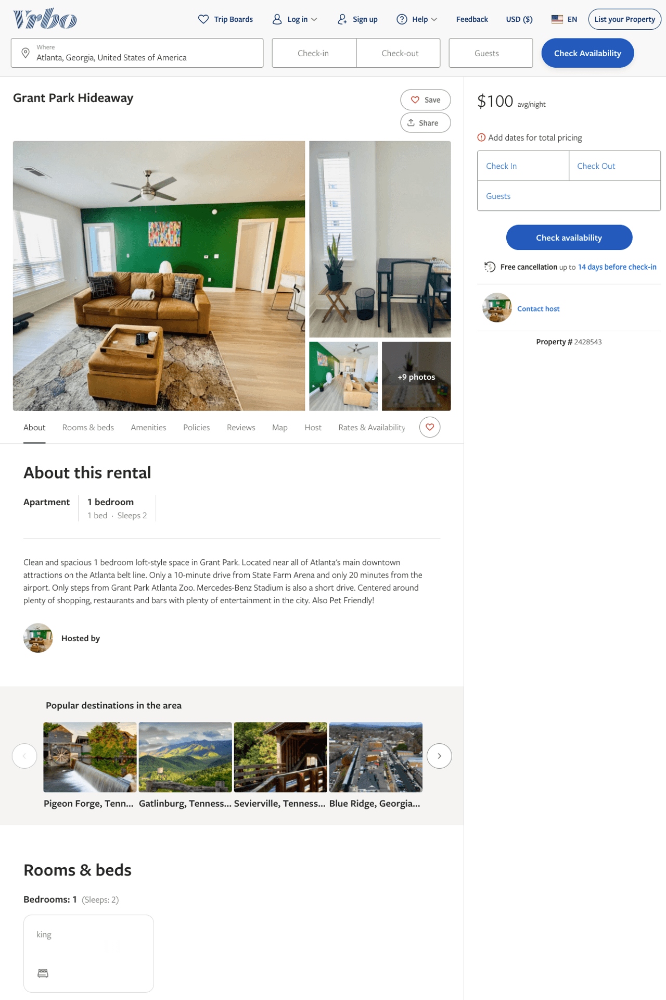 Vrbo
Trip Boards
Log in
Sign up
Help
Feedback
USD ($)
EN
List your Property
Where
Atlanta, Georgia, United States of America
Check-in
Check-out
Guests
Check Availability
Grant Park Hideaway
Save
Share
$100 avg/night
Add dates for total pricing
Check In
Check Out
Guests
Check availability
Free cancellation up to 14 days before check-in
Contact host
Property # 2428543
+9 photos
About
Rooms & beds
Amenities
Policies
Reviews
Map
Host
Rates & Availability
About this rental
Apartment
1 bedroom
1 bed · Sleeps 2
Clean and spacious 1 bedroom loft-style space in Grant Park. Located near all of Atlanta's main downtown
attractions on the Atlanta belt line. Only a 10-minute drive from State Farm Arena and only 20 minutes from the
airport. Only steps from Grant Park Atlanta Zoo. Mercedes-Benz Stadium is also a short drive. Centered around
plenty of shopping, restaurants and bars with plenty of entertainment in the city. Also Pet Friendly!
Hosted by
Popular destinations in the area
Pigeon Forge, Tenn...
Gatlinburg, Tenness...
Sevierville, Tenness...
Blue Ridge, Georgia...
Rooms & beds
Bedrooms: 1 (Sleeps: 2)
king